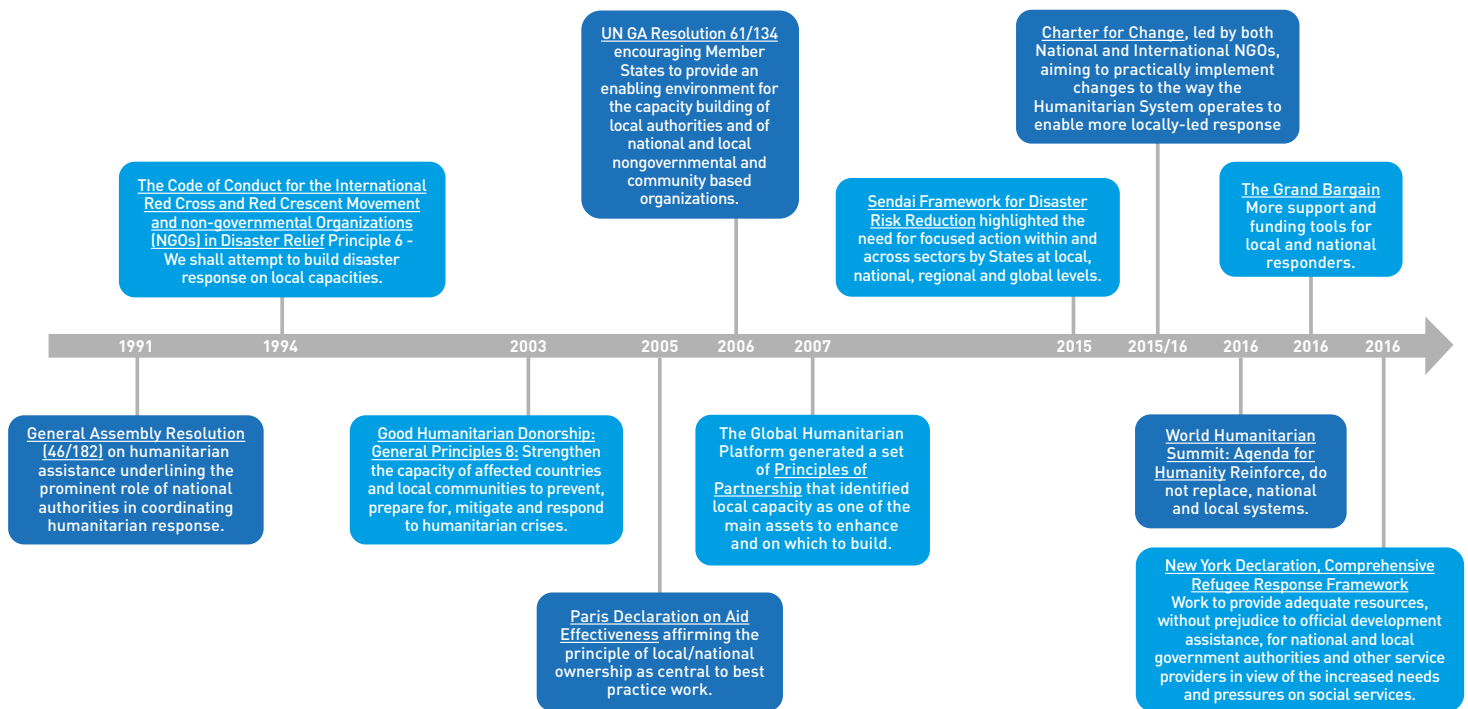 UN GA Resolution 61/134
encouraging Member
States to provide an
enabling environment for
the capacity building of
local authorities and of
national and local
nongovernmental and
community based
organizations.
Charter for Change, led by both
National and International NGOs,
aiming to practically implement
changes to the way the
Humanitarian System operates to
enable more locally-led response
The Code of Conduct for the International
Red Cross and Red Crescent Movement
and non-governmental Organizations
(NGOs) in Disaster Relief Principle 6 -
We shall attempt to build disaster
response on local capacities.
Sendai Framework for Disaster
Risk Reduction highlighted the
need for focused action within and
across sectors by States at local,
national, regional and global levels.
The Grand Bargain
More support and
funding tools for
local and national
responders.
1991 1994 2003 2005 2006 2007 2015 2015/16 2016 2016 2016
General Assembly Resolution
(46/182) on humanitarian
assistance underlining the
prominent role of national
authorities in coordinating
humanitarian response.
Good Humanitarian Donorship:
General Principles 8: Strengthen
the capacity of affected countries
and local communities to prevent,
prepare for, mitigate and respond
to humanitarian crises.
The Global Humanitarian
Platform generated a set
of Principles of
Partnership that identified
local capacity as one of the
main assets to enhance
and on which to build.
World Humanitarian
Summit: Agenda for
Humanity Reinforce, do
not replace, national
and local systems.
Paris Declaration on Aid
Effectiveness affirming the
principle of local/national
ownership as central to best
practice work.
New York Declaration, Comprehensive
Refugee Response Framework
Work to provide adequate resources,
without prejudice to official development
assistance, for national and local
government authorities and other service
providers in view of the increased needs
and pressures on social services.